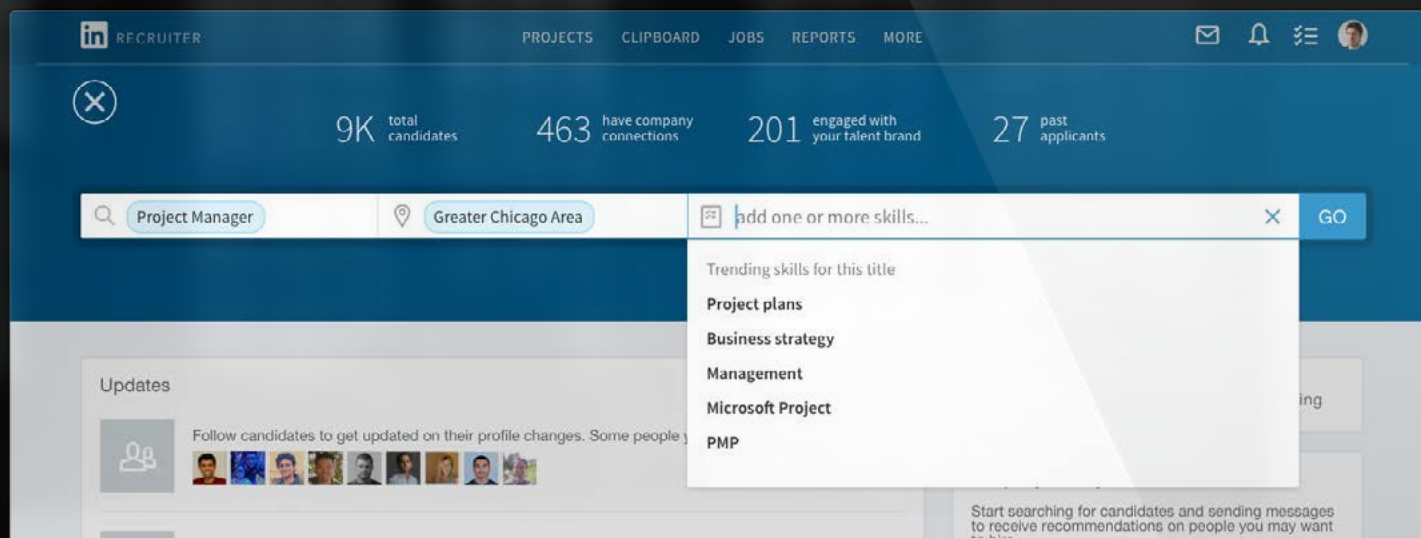 in RECRUITER
PROJECTS CLIPBOARD JOBS REPORTS MORE
9K total candidates
463 have company connections
201 engaged with your talent brand
27 past applicants
Project Manager
Greater Chicago Area
add one or more skills...
GO
Trending skills for this title
Project plans
Business strategy
Management
Microsoft Project
PMP
Updates
Follow candidates to get updated on their profile changes. Some people
ing
Start searching for candidates and sending messages
to receive recommendations on people you may want